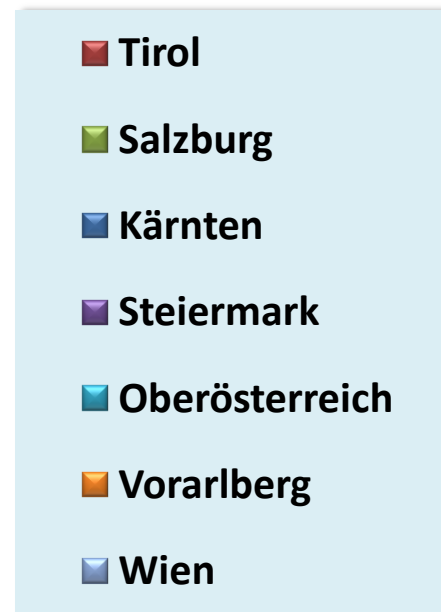 Tirol
Salzburg
Kärnten
Steiermark
Oberösterreich
Vorarlberg
Wien